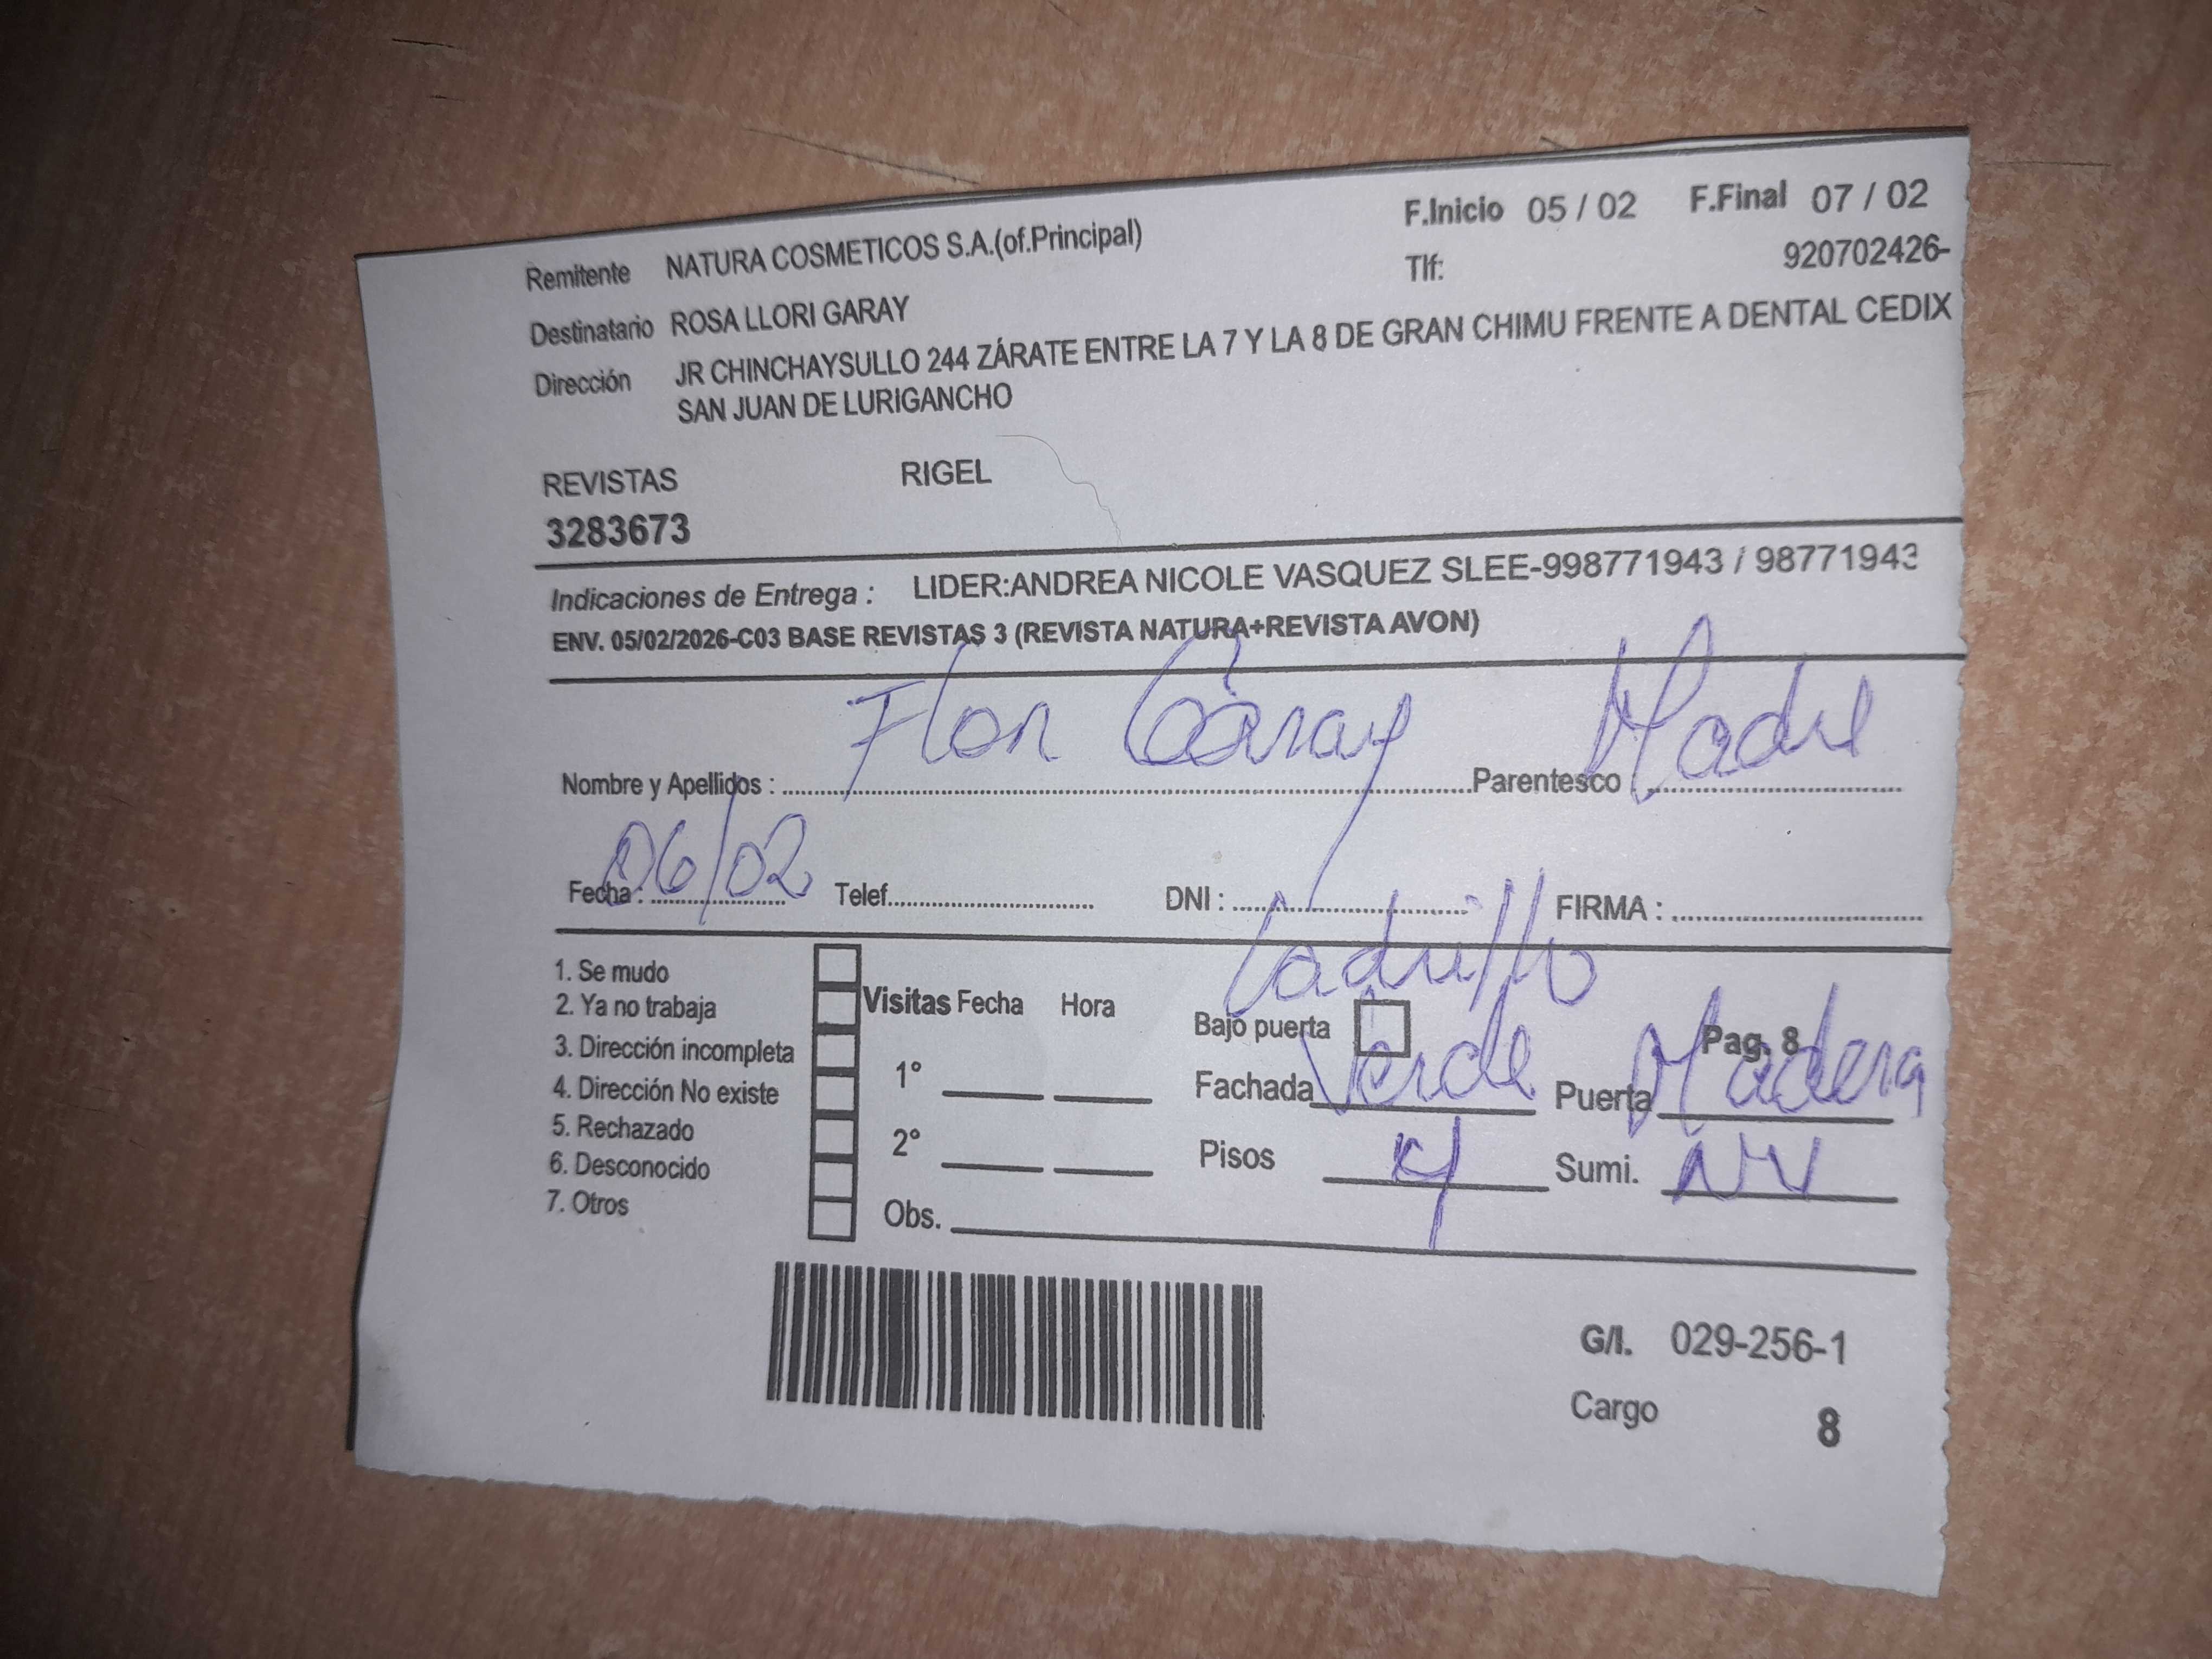 F.Inicio 05 / 02 F.Final 07 / 02
Remitente NATURA COSMETICOS S.A.(of.Principal) Tlf: 920702426-
Destinatario ROSA LLORI GARAY
Dirección JR CHINCHAYSULLO 244 ZÁRATE ENTRE LA 7 Y LA 8 DE GRAN CHIMU FRENTE A DENTAL CEDIX
SAN JUAN DE LURIGANCHO
REVISTAS RIGEL
3283673
Indicaciones de Entrega : LIDER:ANDREA NICOLE VASQUEZ SLEE-998771943 / 98771943
ENV. 05/02/2026-C03 BASE REVISTAS 3 (REVISTA NATURA+REVISTA AVON)
Nombre y Apellidos : Flor Garay Parentesco : Madre
Fecha : 06/02 Telef. DNI : FIRMA :
1. Se mudo
2. Ya no trabaja
3. Dirección incompleta
4. Dirección No existe
5. Rechazado
6. Desconocido
7. Otros
Visitas Fecha Hora
1°
2°
Obs.
Ladrillo
Bajo puerta Pag. 8
Fachada Verde Puerta Madera
Pisos 4 Sumi. NV
G/I. 029-256-1
Cargo 8